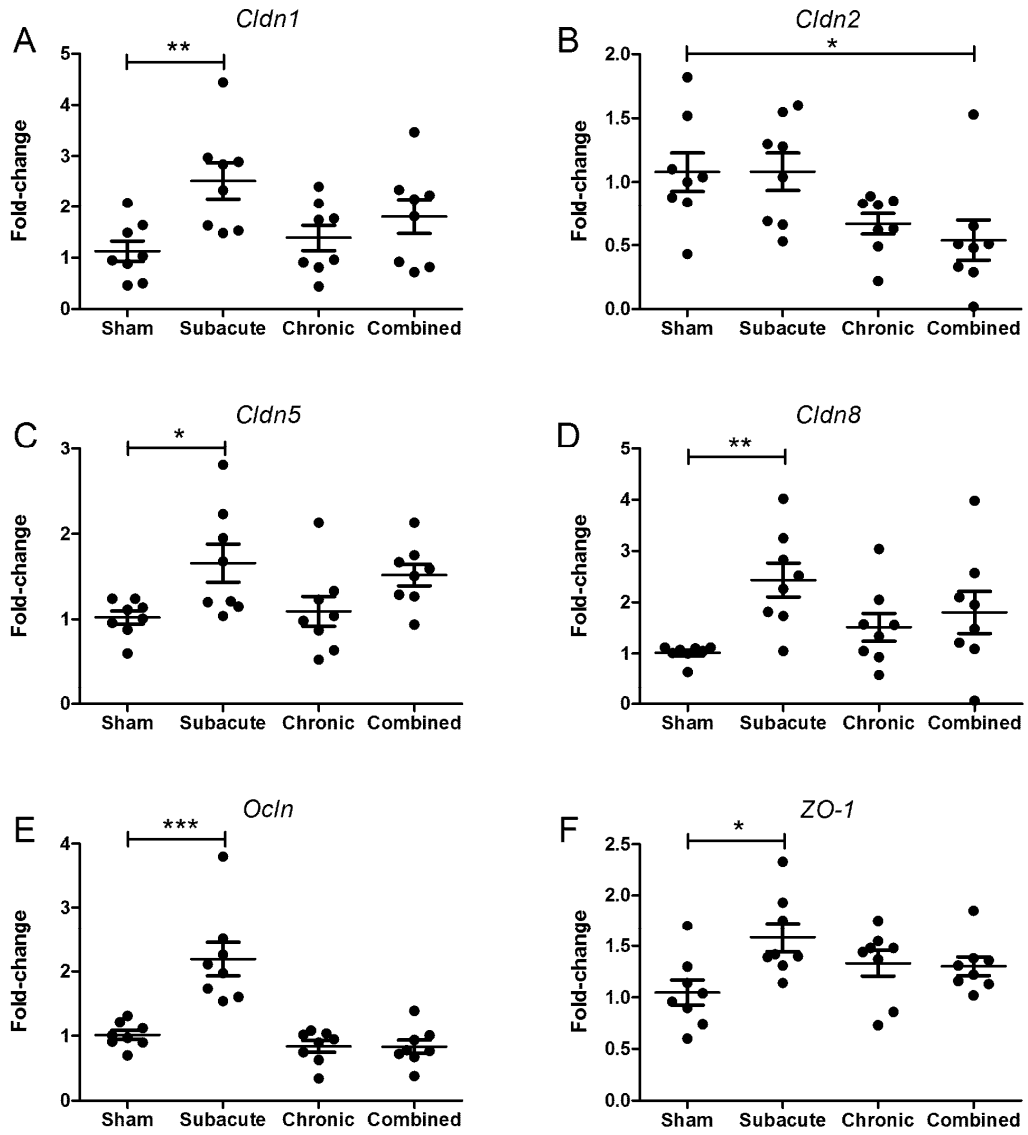 A
Cldn1
**
Fold-change
5
4
3
2
1
0
Sham Subacute Chronic Combined
B
Cldn2
*
Fold-change
2.0
1.5
1.0
0.5
0.0
Sham Subacute Chronic Combined
C
Cldn5
*
Fold-change
3
2
1
0
Sham Subacute Chronic Combined
D
Cldn8
**
Fold-change
5
4
3
2
1
0
Sham Subacute Chronic Combined
E
Ocln
***
Fold-change
4
3
2
1
0
Sham Subacute Chronic Combined
F
ZO-1
*
Fold-change
2.5
2.0
1.5
1.0
0.5
0.0
Sham Subacute Chronic Combined